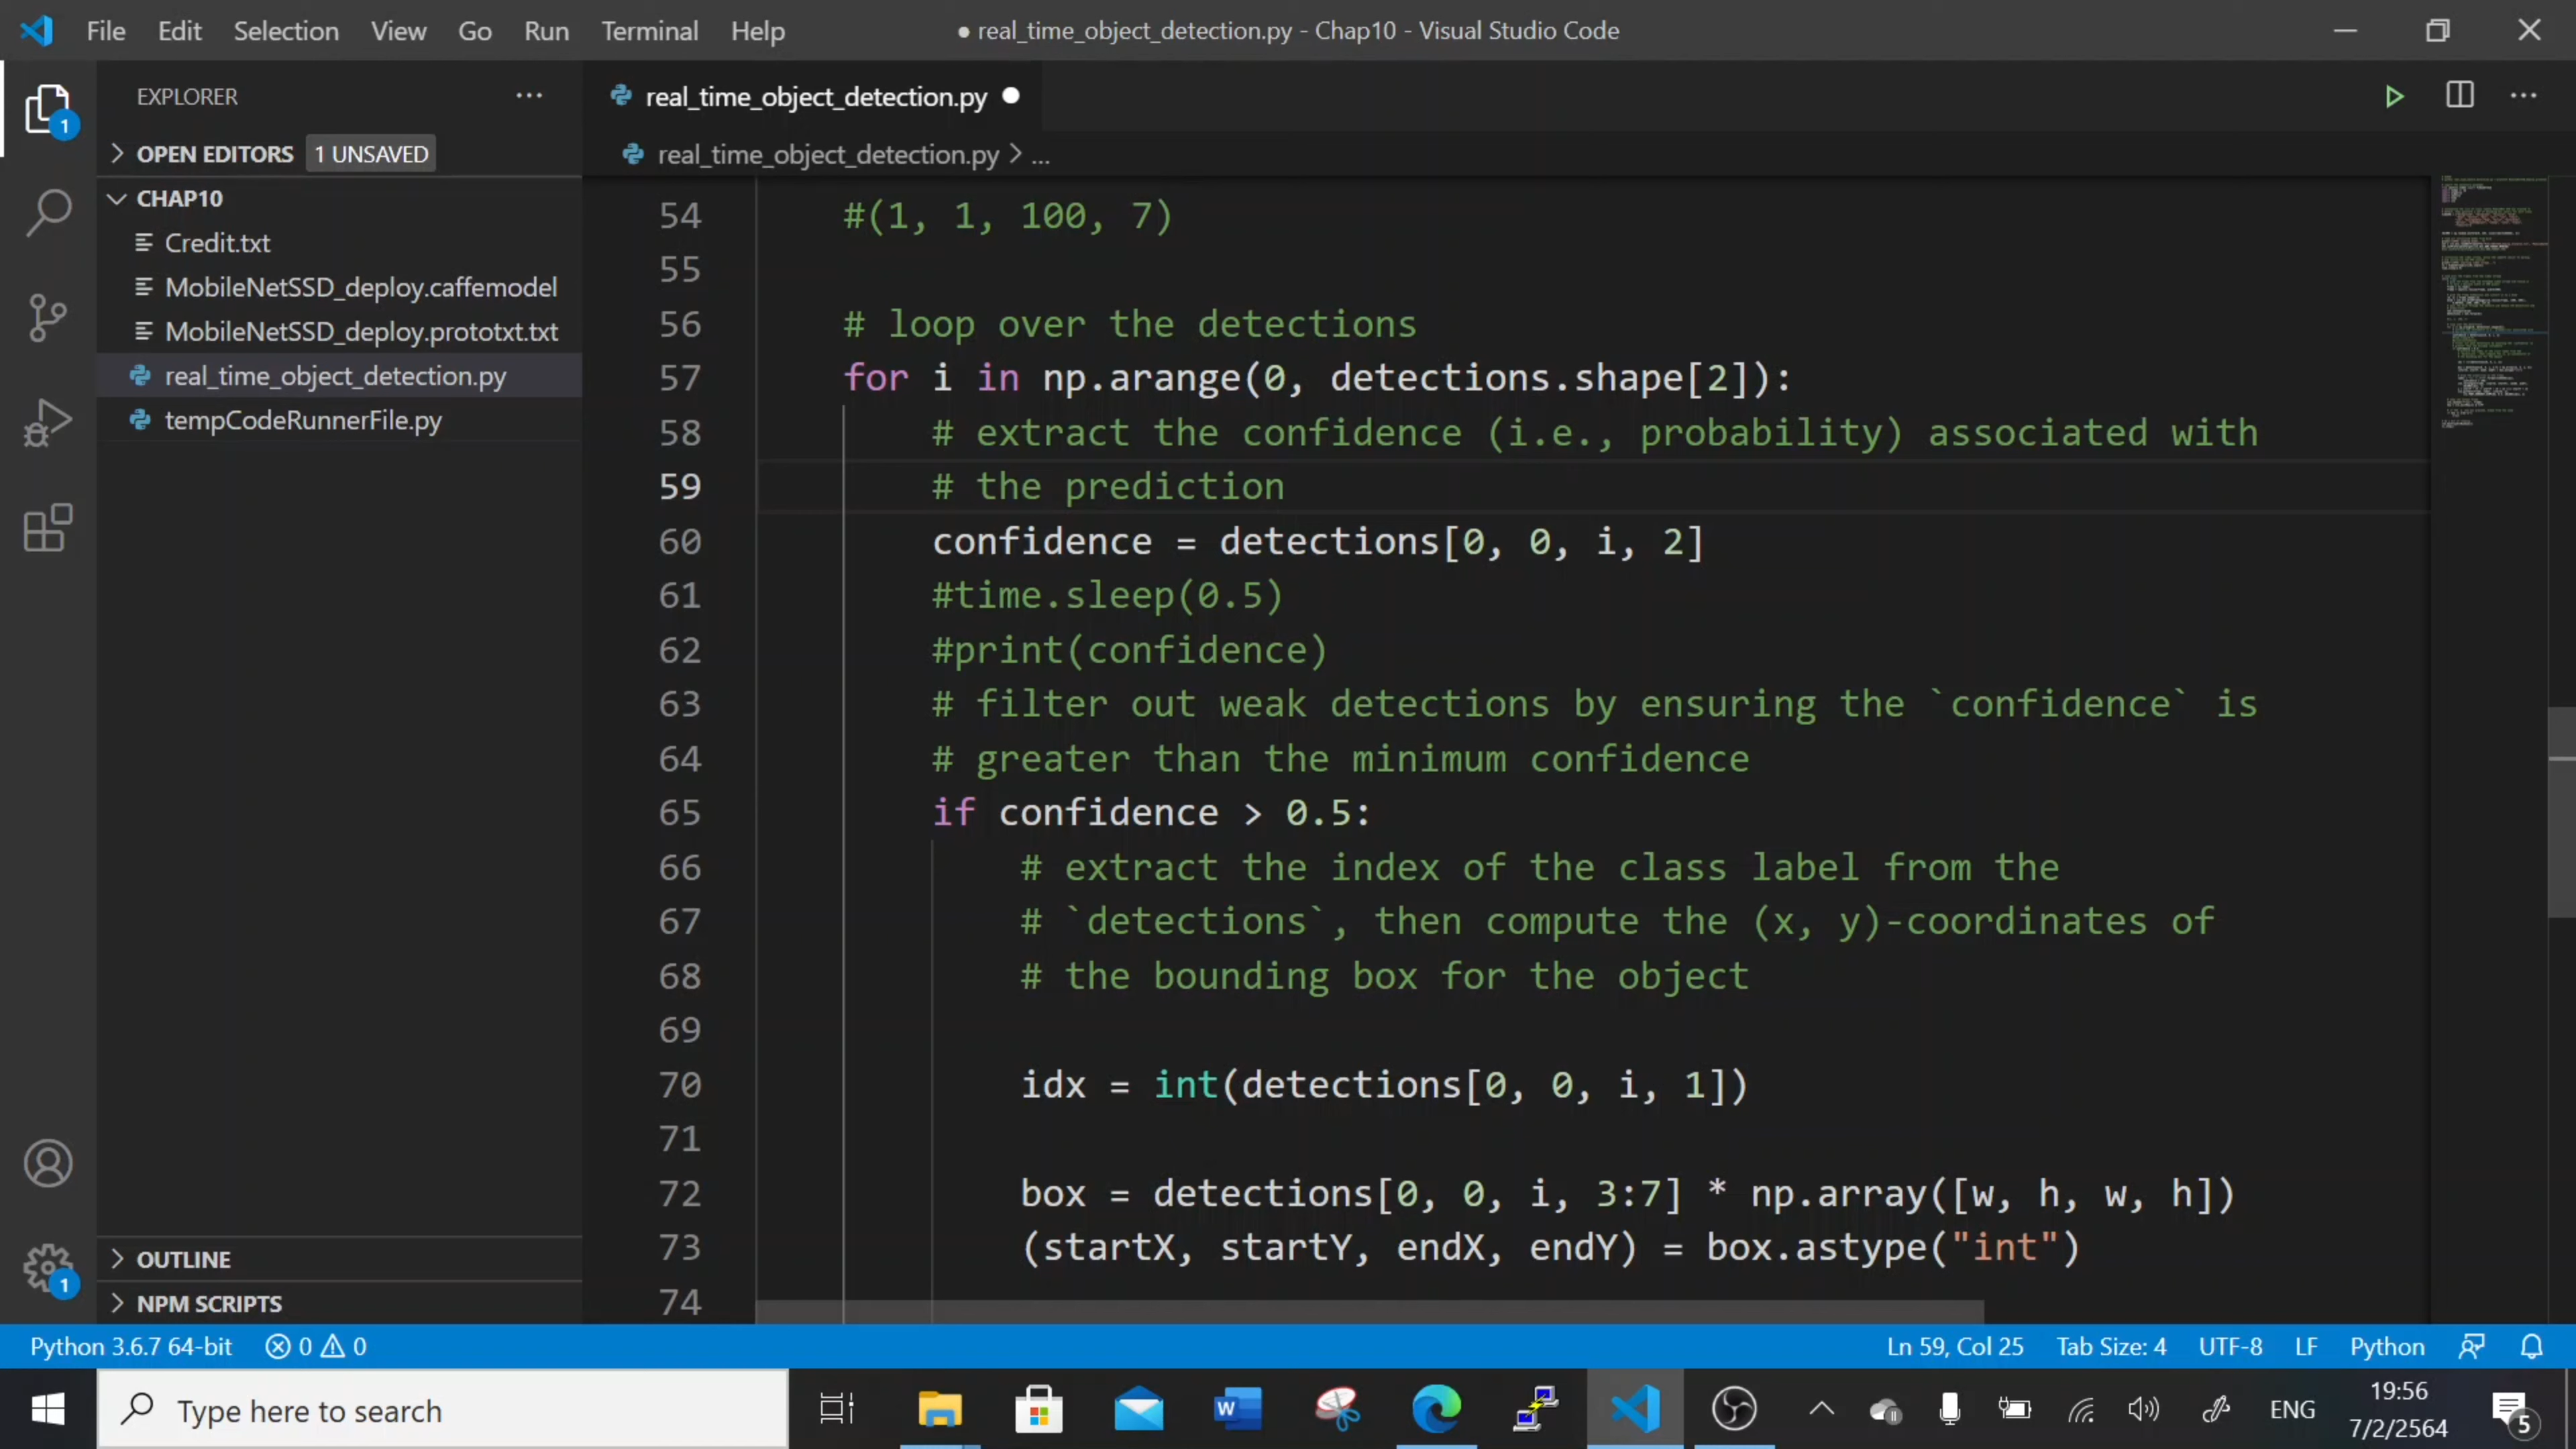 File Edit Selection View Go Run Terminal Help
● real_time_object_detection.py - Chap10 - Visual Studio Code
EXPLORER
OPEN EDITORS 1 UNSAVED
CHAP10
Credit.txt
MobileNetSSD_deploy.caffemodel
MobileNetSSD_deploy.prototxt.txt
real_time_object_detection.py
tempCodeRunnerFile.py
OUTLINE
NPM SCRIPTS
1
1
real_time_object_detection.py ●
real_time_object_detection.py > ...
54 #(1, 1, 100, 7)
55
56 # loop over the detections
57 for i in np.arange(0, detections.shape[2]):
58 # extract the confidence (i.e., probability) associated with
59 # the prediction
60 confidence = detections[0, 0, i, 2]
61 #time.sleep(0.5)
62 #print(confidence)
63 # filter out weak detections by ensuring the `confidence` is
64 # greater than the minimum confidence
65 if confidence > 0.5:
66 # extract the index of the class label from the
67 # `detections`, then compute the (x, y)-coordinates of
68 # the bounding box for the object
69
70 idx = int(detections[0, 0, i, 1])
71
72 box = detections[0, 0, i, 3:7] * np.array([w, h, w, h])
73 (startX, startY, endX, endY) = box.astype("int")
74
Python 3.6.7 64-bit 0 0 Ln 59, Col 25 Tab Size: 4 UTF-8 LF Python
Type here to search
W
ENG
19:56
7/2/2564
5